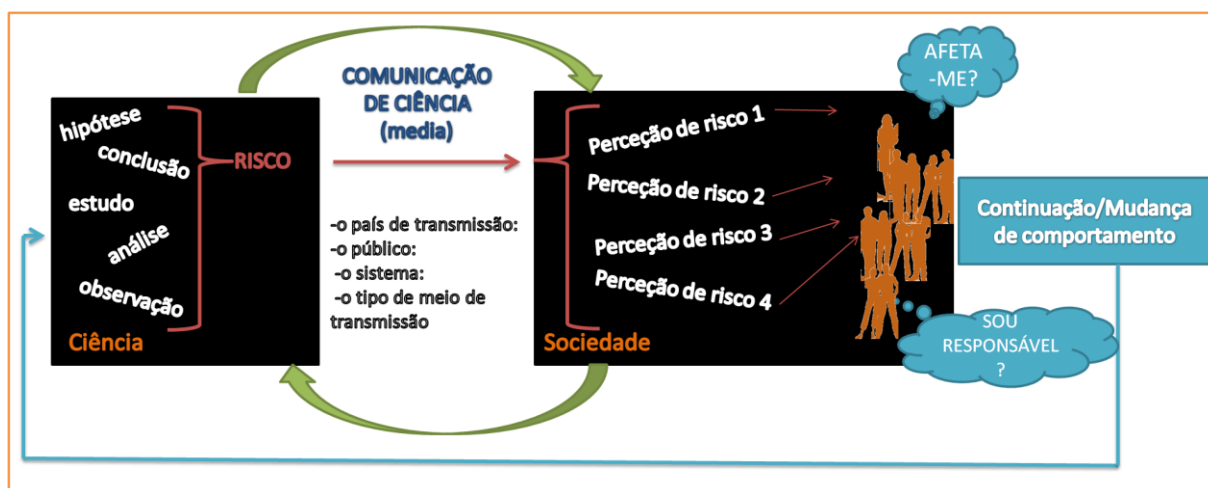 hipótese
conclusão
estudo
análise
observação
RISCO
Ciência
COMUNICAÇÃO
DE CIÊNCIA
(media)
-o país de transmissão:
-o público:
-o sistema:
-o tipo de meio de
transmissão
Perceção de risco 1
Perceção de risco 2
Perceção de risco 3
Perceção de risco 4
Sociedade
AFETA
-ME?
Continuação/Mudança
de comportamento
SOU
RESPONSÁVEL
?